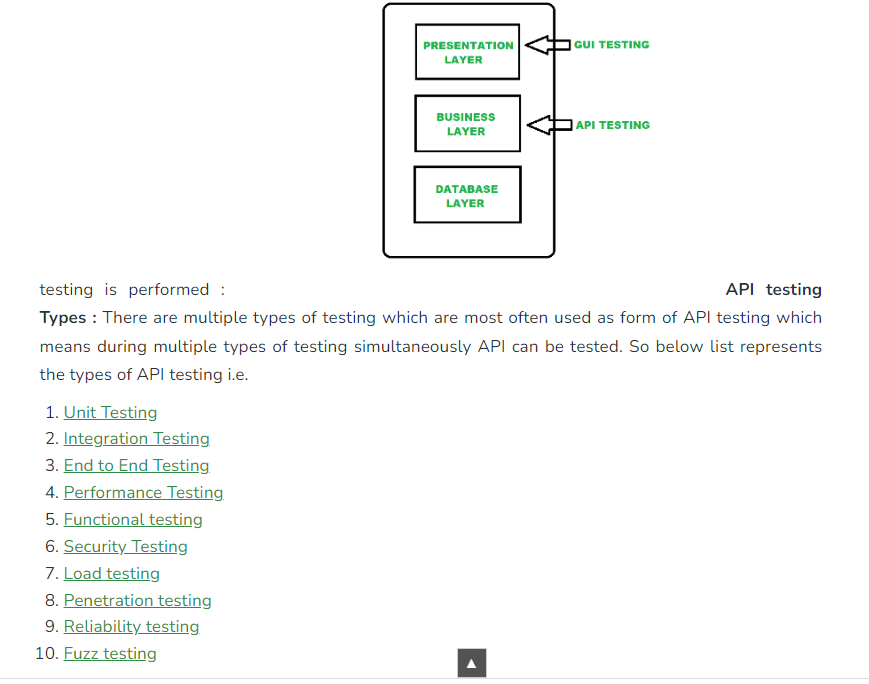 PRESENTATION
LAYER
GUI TESTING
BUSINESS
LAYER
API TESTING
DATABASE
LAYER
testing is performed : API testing
Types : There are multiple types of testing which are most often used as form of API testing which
means during multiple types of testing simultaneously API can be tested. So below list represents
the types of API testing i.e.
1. Unit Testing
2. Integration Testing
3. End to End Testing
4. Performance Testing
5. Functional testing
6. Security Testing
7. Load testing
8. Penetration testing
9. Reliability testing
10. Fuzz testing